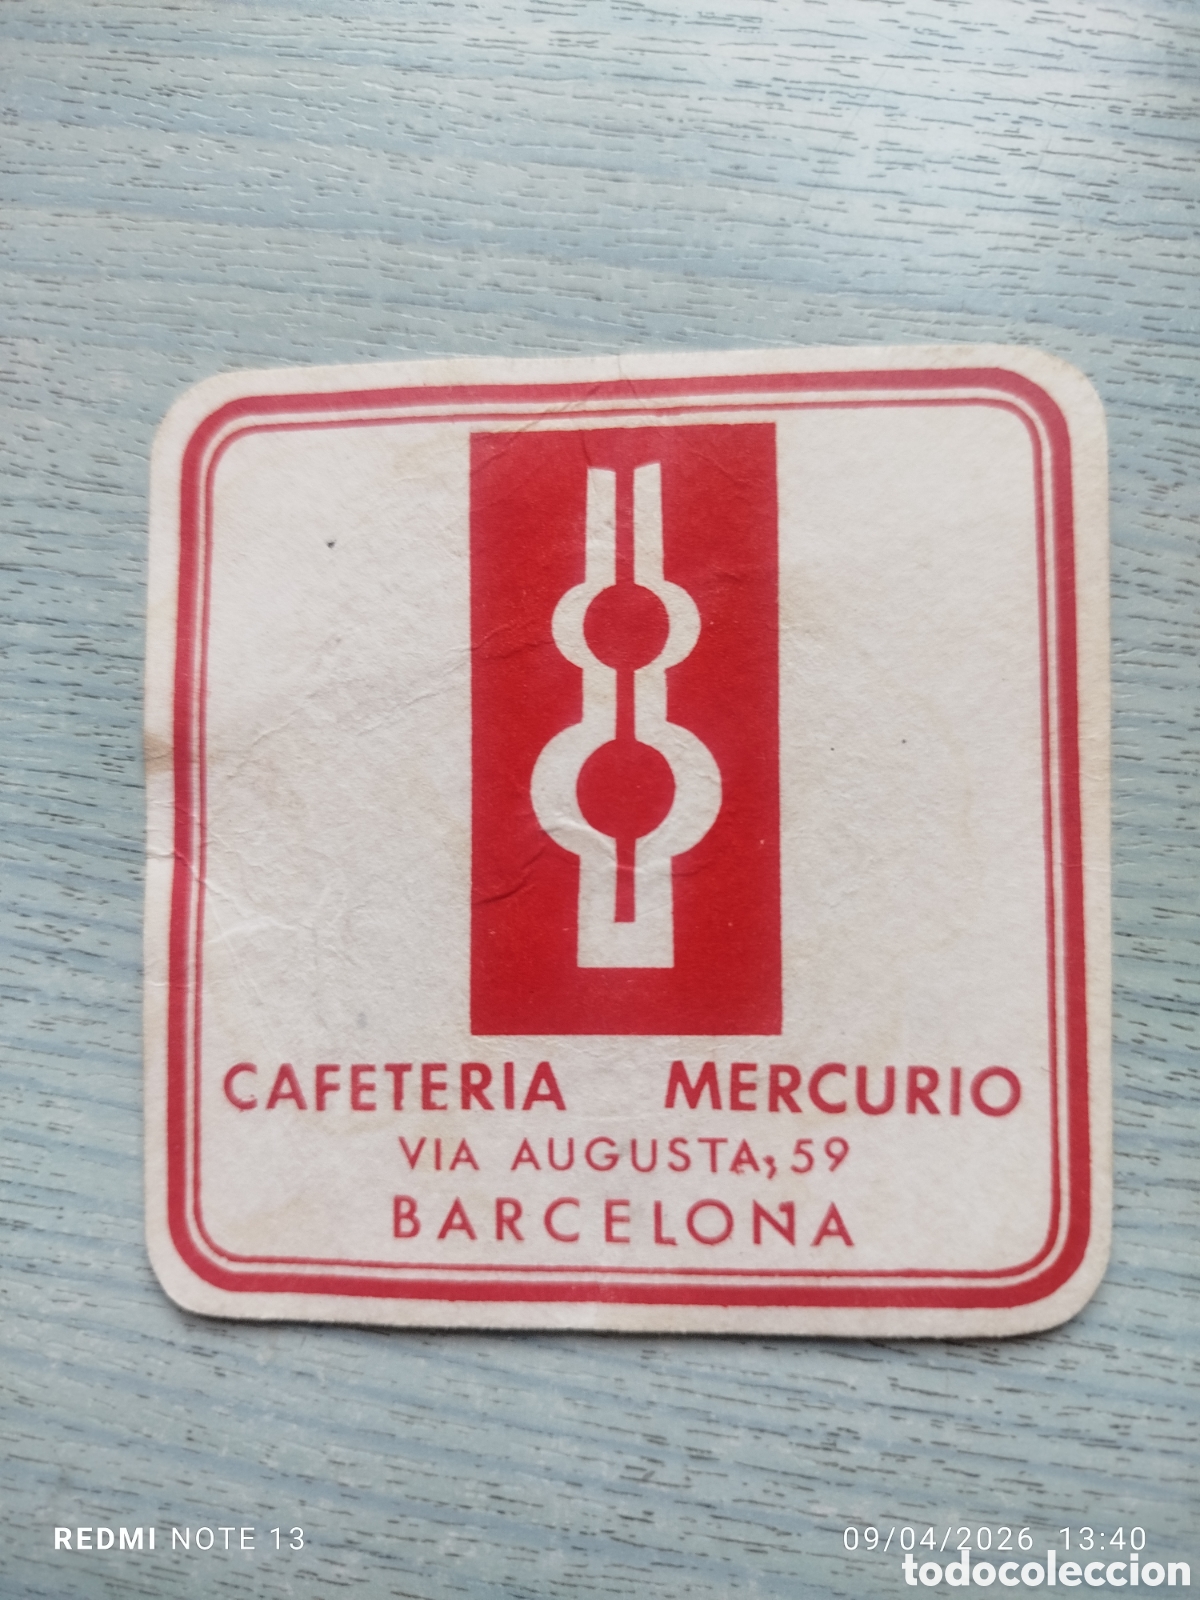 CAFETERIA MERCURIO
VIA AUGUSTA, 59
BARCELONA
REDMI NOTE 13
09/04/2026 13:40
todocoleccion